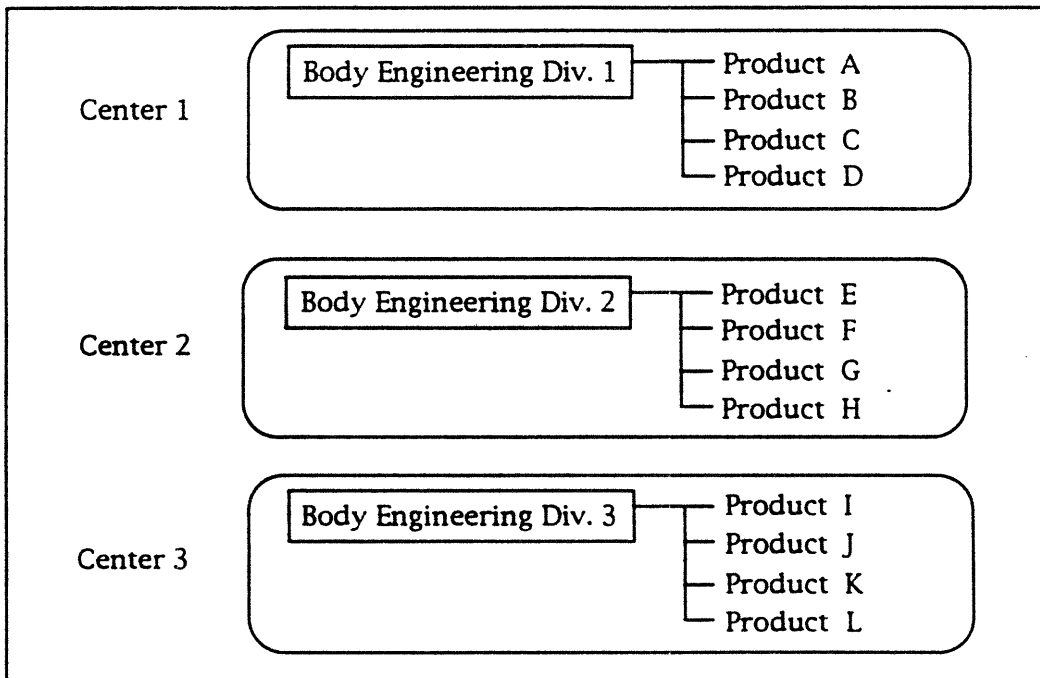 Center 1
Body Engineering Div. 1
Product A
Product B
Product C
Product D
Center 2
Body Engineering Div. 2
Product E
Product F
Product G
Product H
Center 3
Body Engineering Div. 3
Product I
Product J
Product K
Product L